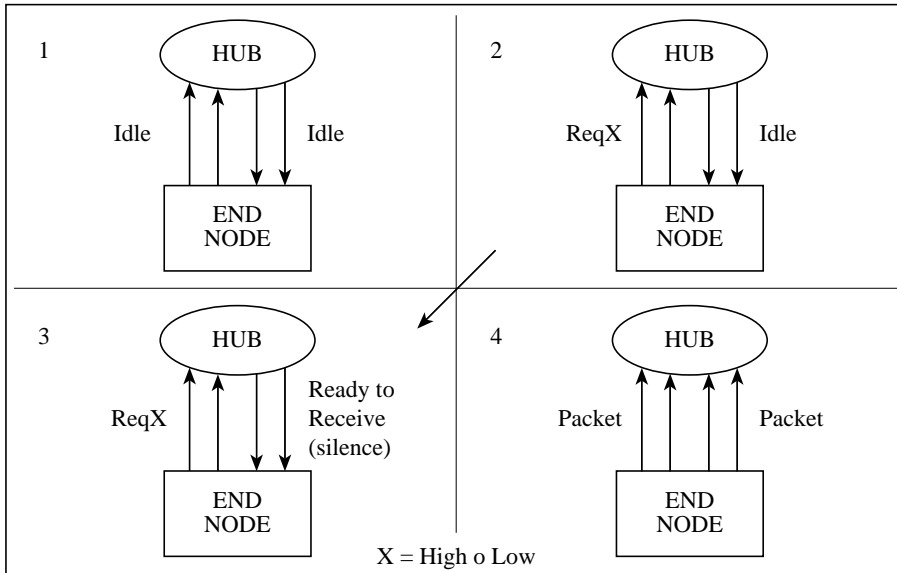 1
HUB
Idle
Idle
END
NODE
2
HUB
ReqX
Idle
END
NODE
3
HUB
ReqX
Ready to
Receive
(silence)
END
NODE
4
HUB
Packet
Packet
END
NODE
X = High o Low